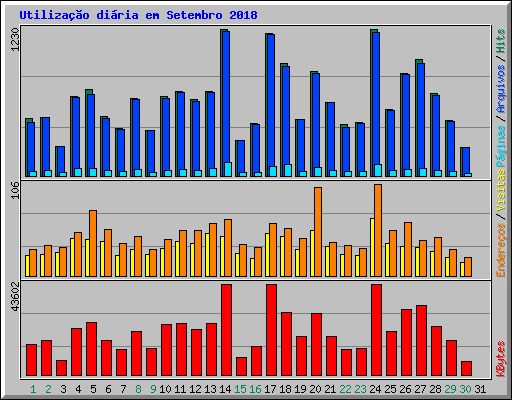 Utilização diária em Setembro 2018
1230
106
43602
Hits
Arquivos /
Páginas /
Visitas
Endereços /
KBytes
1 2 3 4 5 6 7 8 9 10 11 12 13 14 15 16 17 18 19 20 21 22 23 24 25 26 27 28 29 30 31